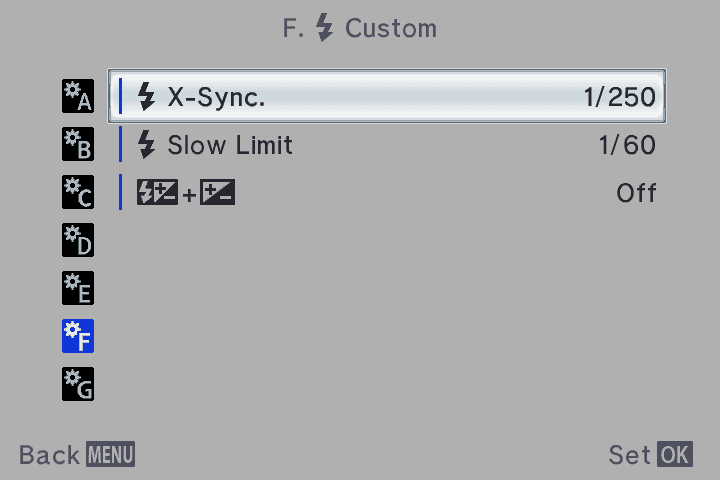 F. Custom
A X-Sync. 1/250
B Slow Limit 1/60
C + Off
D
E
F
G
Back MENU Set OK